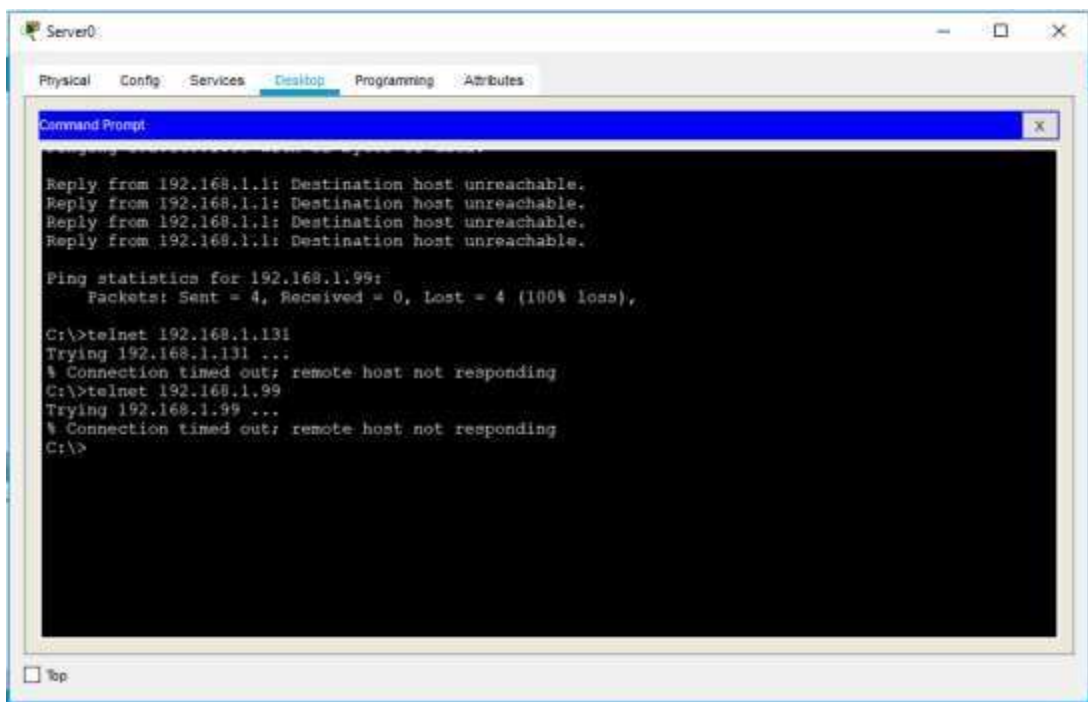 Server0
Physical Config Services Desktop Programming Attributes
Command Prompt
X
Reply from 192.168.1.1: Destination host unreachable.
Reply from 192.168.1.1: Destination host unreachable.
Reply from 192.168.1.1: Destination host unreachable.
Reply from 192.168.1.1: Destination host unreachable.
Ping statistics for 192.168.1.99:
Packets: Sent = 4, Received = 0, Lost = 4 (100% loss),
C:\>telnet 192.168.1.131
Trying 192.168.1.131 ...
% Connection timed out; remote host not responding
C:\>telnet 192.168.1.99
Trying 192.168.1.99 ...
% Connection timed out; remote host not responding
C:\>
Top